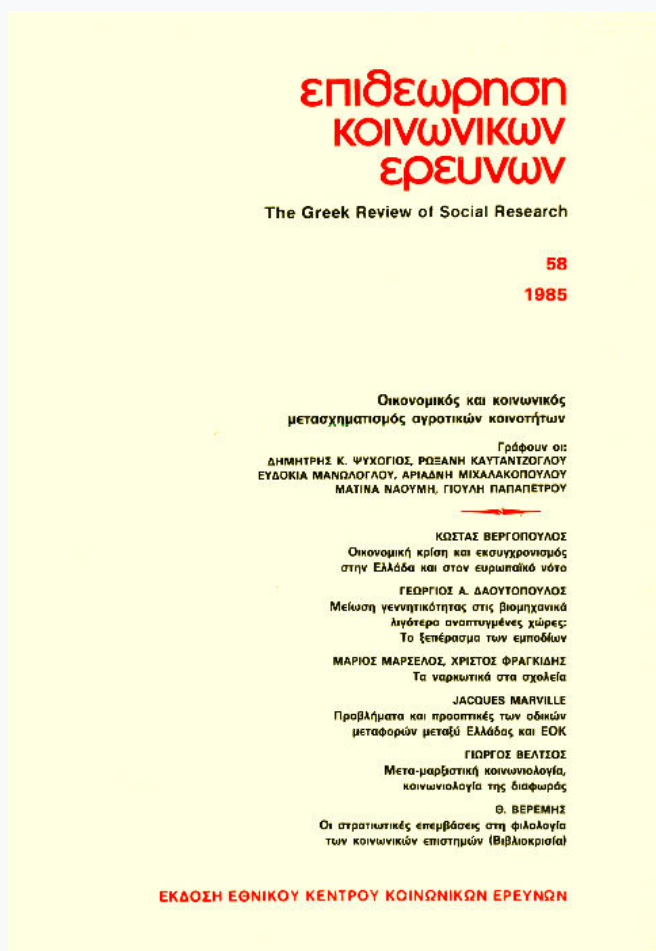 επιθεωρηση
κοινωνικων
ερευνων
The Greek Review of Social Research
58
1985
Οικονομικός και κοινωνικός
μετασχηματισμός αγροτικών κοινοτήτων
Γράφουν οι:
ΔΗΜΗΤΡΗΣ Κ. ΨΥΧΟΓΙΟΣ, ΡΩΞΑΝΗ ΚΑΥΤΑΝΤΖΟΓΛΟΥ
ΕΥΔΟΚΙΑ ΜΑΝΩΛΟΓΛΟΥ, ΑΡΙΑΔΝΗ ΜΙΧΑΛΑΚΟΠΟΥΛΟΥ
ΜΑΤΙΝΑ ΝΑΟΥΜΗ, ΓΙΟΥΛΗ ΠΑΠΑΠΕΤΡΟΥ
ΚΩΣΤΑΣ ΒΕΡΓΟΠΟΥΛΟΣ
Οικονομική κρίση και εκσυγχρονισμός
στην Ελλάδα και στον ευρωπαϊκό νότο
ΓΕΩΡΓΙΟΣ Α. ΔΑΟΥΤΟΠΟΥΛΟΣ
Μείωση γεννητικότητας στις βιομηχανικά
λιγότερο αναπτυγμένες χώρες:
Το ξεπέρασμα των εμποδίων
ΜΑΡΙΟΣ ΜΑΡΣΕΛΟΣ, ΧΡΙΣΤΟΣ ΦΡΑΓΚΙΔΗΣ
Τα ναρκωτικά στα σχολεία
JACQUES MARVILLE
Προβλήματα και προοπτικές των οδικών
μεταφορών μεταξύ Ελλάδας και ΕΟΚ
ΓΙΩΡΓΟΣ ΒΕΛΤΣΟΣ
Μετα-μαρξιστική κοινωνιολογία,
κοινωνιολογία της διαφοράς
Θ. ΒΕΡΕΜΗΣ
Οι στρατιωτικές επεμβάσεις στη φιλολογία
των κοινωνικών επιστημών (Βιβλιοκρισία)
ΕΚΔΟΣΗ ΕΘΝΙΚΟΥ ΚΕΝΤΡΟΥ ΚΟΙΝΩΝΙΚΩΝ ΕΡΕΥΝΩΝ